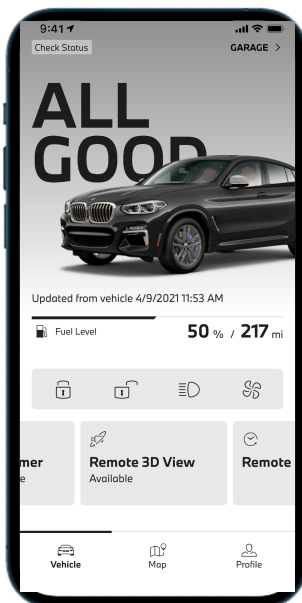 9:41
Check Status
GARAGE >
ALL
GOOD
Updated from vehicle 4/9/2021 11:53 AM
Fuel Level
50 % / 217 mi
mer
e
Remote 3D View
Available
Remote
Vehicle
Map
Profile